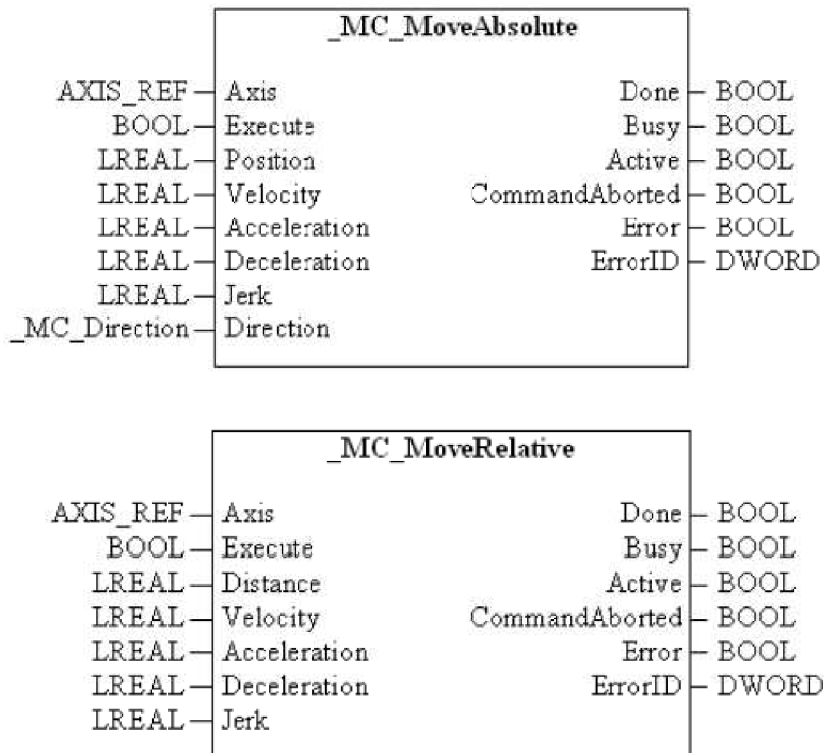 _MC_MoveAbsolute
AXIS_REF Axis Done BOOL
BOOL Execute Busy BOOL
LREAL Position Active BOOL
LREAL Velocity CommandAborted BOOL
LREAL Acceleration Error BOOL
LREAL Deceleration ErrorID DWORD
LREAL Jerk
_MC_Direction Direction
_MC_MoveRelative
AXIS_REF Axis Done BOOL
BOOL Execute Busy BOOL
LREAL Distance Active BOOL
LREAL Velocity CommandAborted BOOL
LREAL Acceleration Error BOOL
LREAL Deceleration ErrorID DWORD
LREAL Jerk